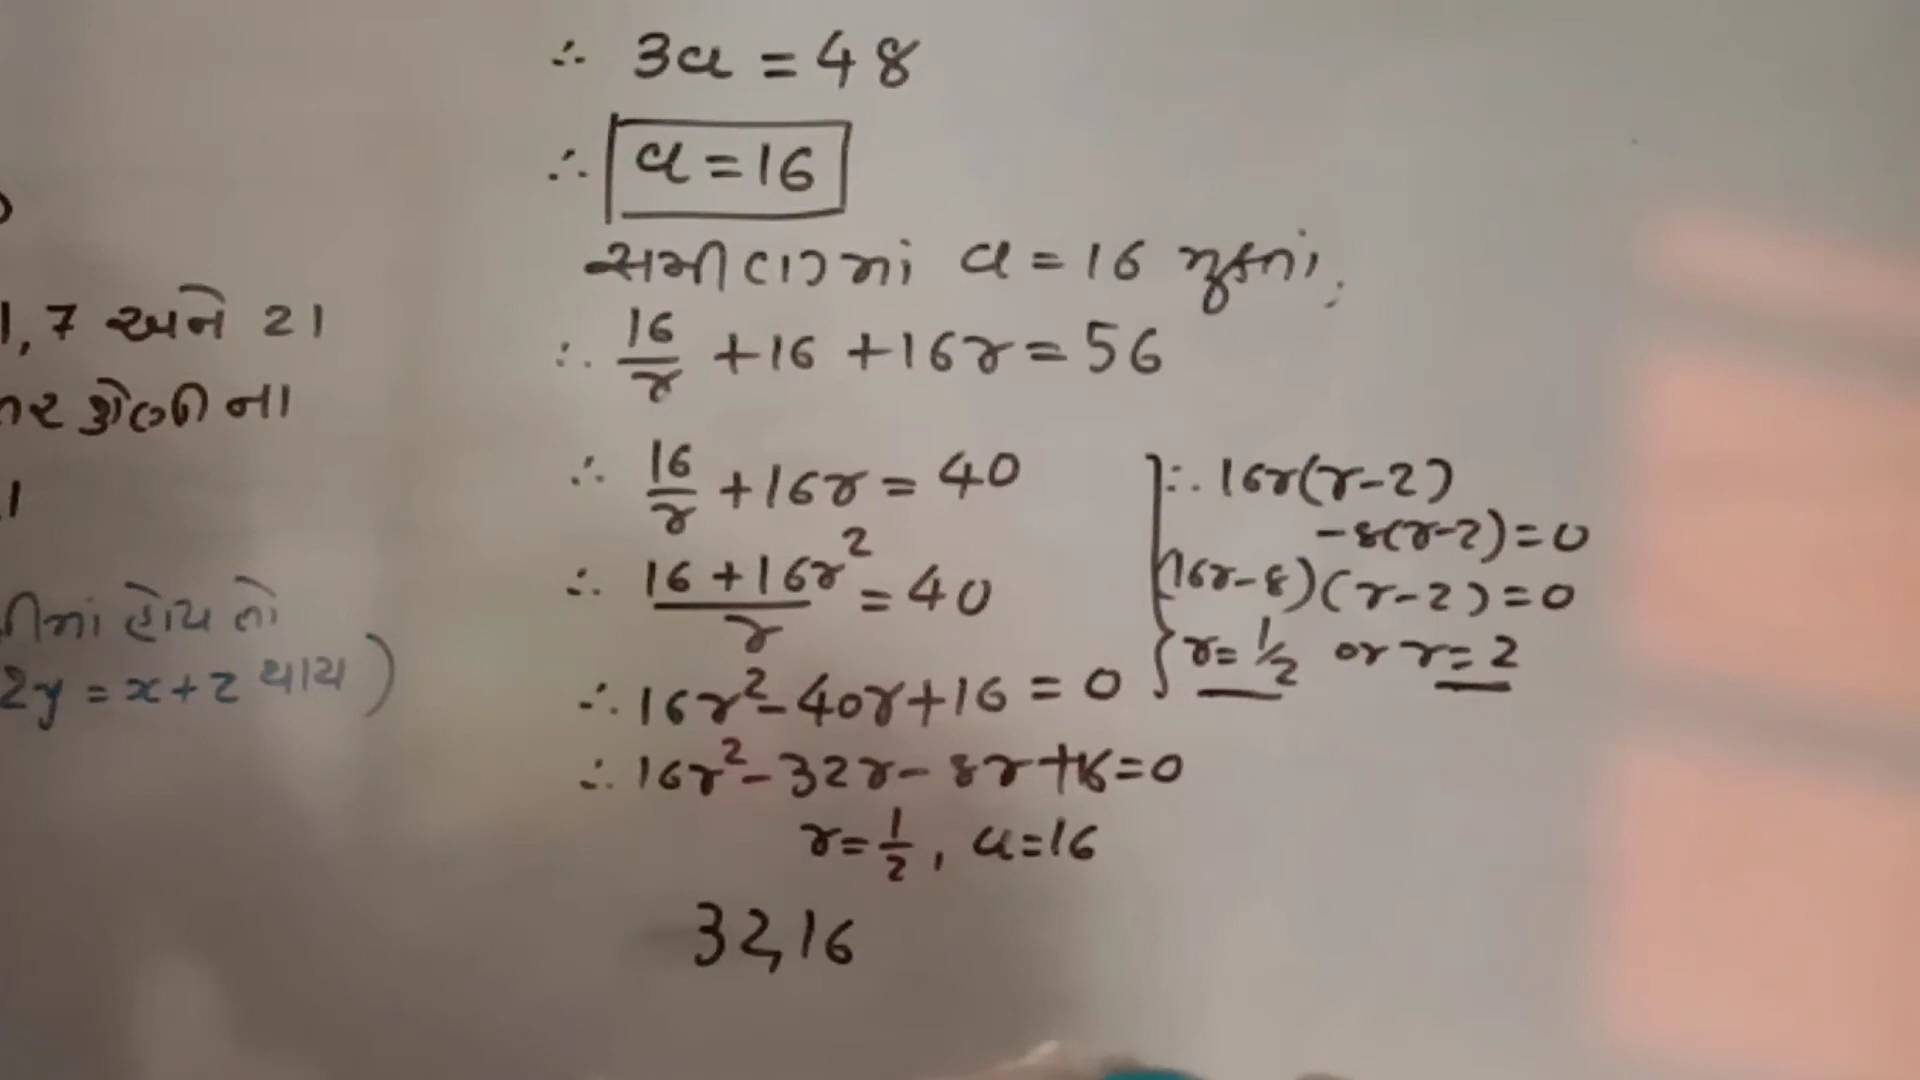 1, 7 અને 21
શ્રેણીના
હોય તો
2y = x + z થાય)
∴ 3a = 48
∴ a = 16
સમી (1) માં a = 16 મૂકતાં,
∴ 16/r + 16 + 16r = 56
∴ 16/r + 16r = 40
∴ (16 + 16r²)/r = 40
∴ 16r² - 40r + 16 = 0
∴ 16r² - 32r - 8r + 16 = 0
∴ 16r(r-2)
-8(r-2) = 0
(16r-8)(r-2) = 0
r = 1/2 or r = 2
r = 1/2, a = 16
32, 16